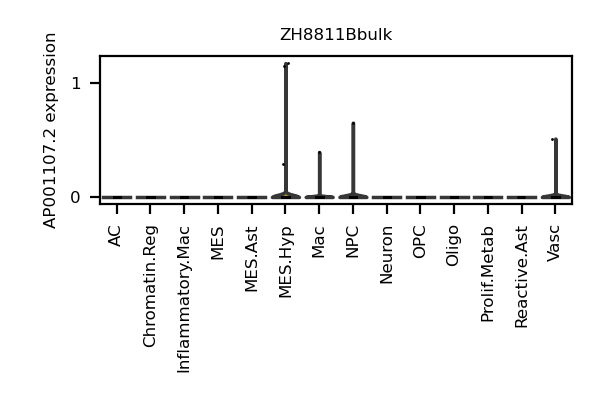 ZH8811Bbulk
AP001107.2 expression
1
0
AC
Chromatin.Reg
Inflammatory.Mac
MES
MES.Ast
MES.Hyp
Mac
NPC
Neuron
OPC
Oligo
Prolif.Metab
Reactive.Ast
Vasc